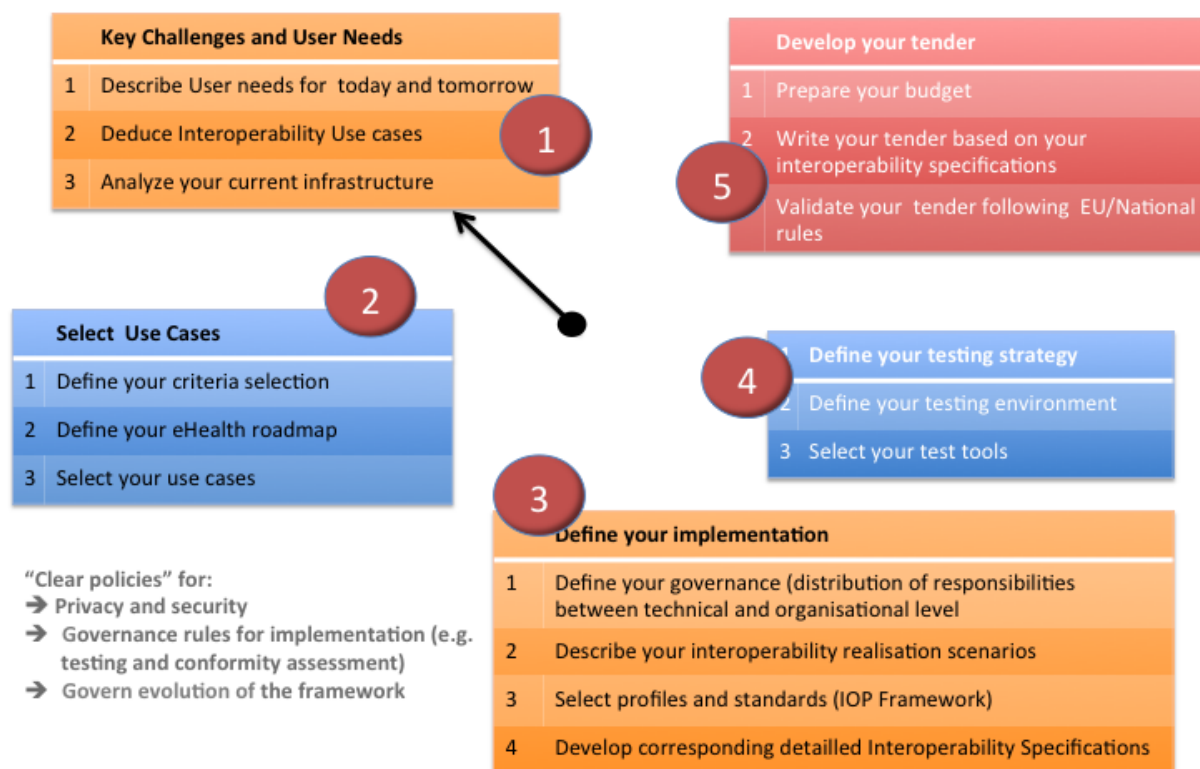 Key Challenges and User Needs
1 Describe User needs for today and tomorrow
2 Deduce Interoperability Use cases
3 Analyze your current infrastructure
1
2
Select Use Cases
1 Define your criteria selection
2 Define your eHealth roadmap
3 Select your use cases
3
Define your implementation
1 Define your governance (distribution of responsibilities
between technical and organisational level
2 Describe your interoperability realisation scenarios
3 Select profiles and standards (IOP Framework)
4 Develop corresponding detailled Interoperability Specifications
4
Define your testing strategy
2 Define your testing environment
3 Select your test tools
5
Develop your tender
1 Prepare your budget
2 Write your tender based on your
interoperability specifications
Validate your tender following EU/National
rules
"Clear policies" for:
➔ Privacy and security
➔ Governance rules for implementation (e.g.
testing and conformity assessment)
➔ Govern evolution of the framework